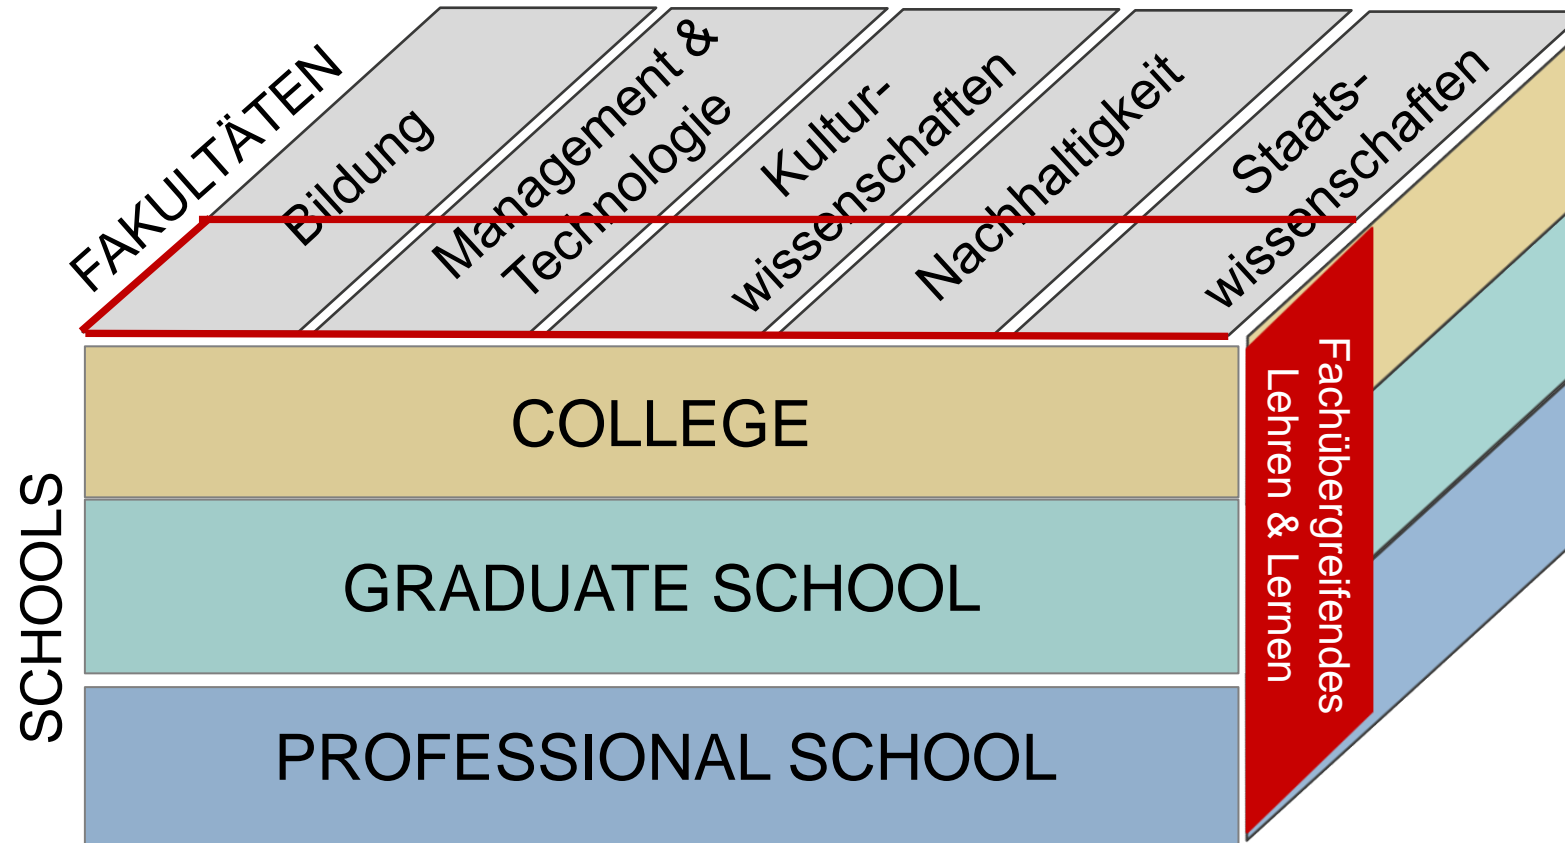 FAKULTÄTEN
Bildung
Management &
Technologie
Kultur-
wissenschaften
Nachhaltigkeit
Staats-
wissenschaften
SCHOOLS
COLLEGE
GRADUATE SCHOOL
PROFESSIONAL SCHOOL
Fachübergreifendes
Lehren & Lernen